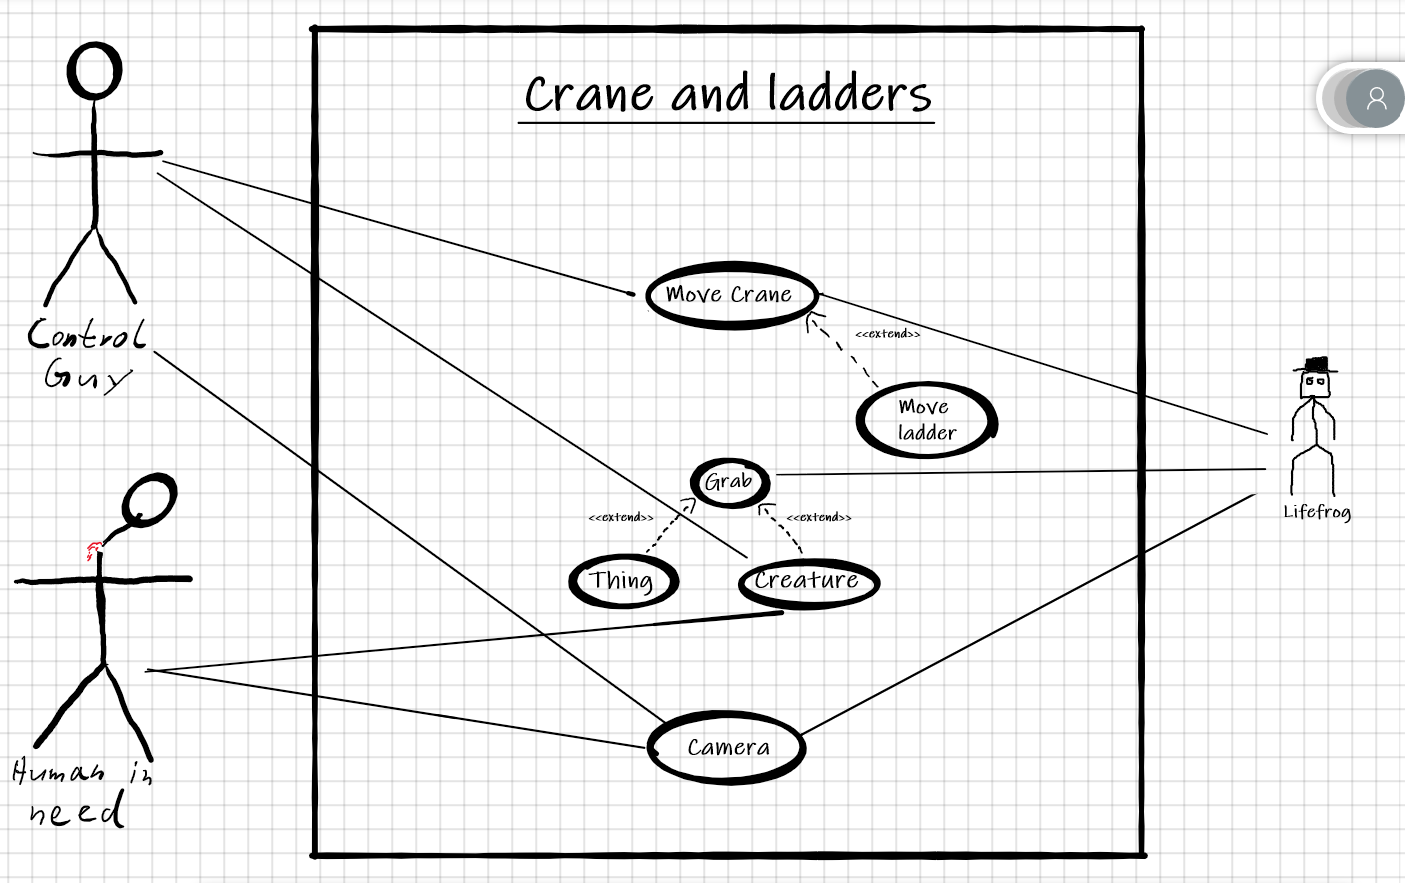 Crane and ladders
Control
Guy
Move Crane
<<extend>>
Move
ladder
Grab
<<extend>>
<<extend>>
Thing
Creature
Lifefrog
Camera
Human in
need